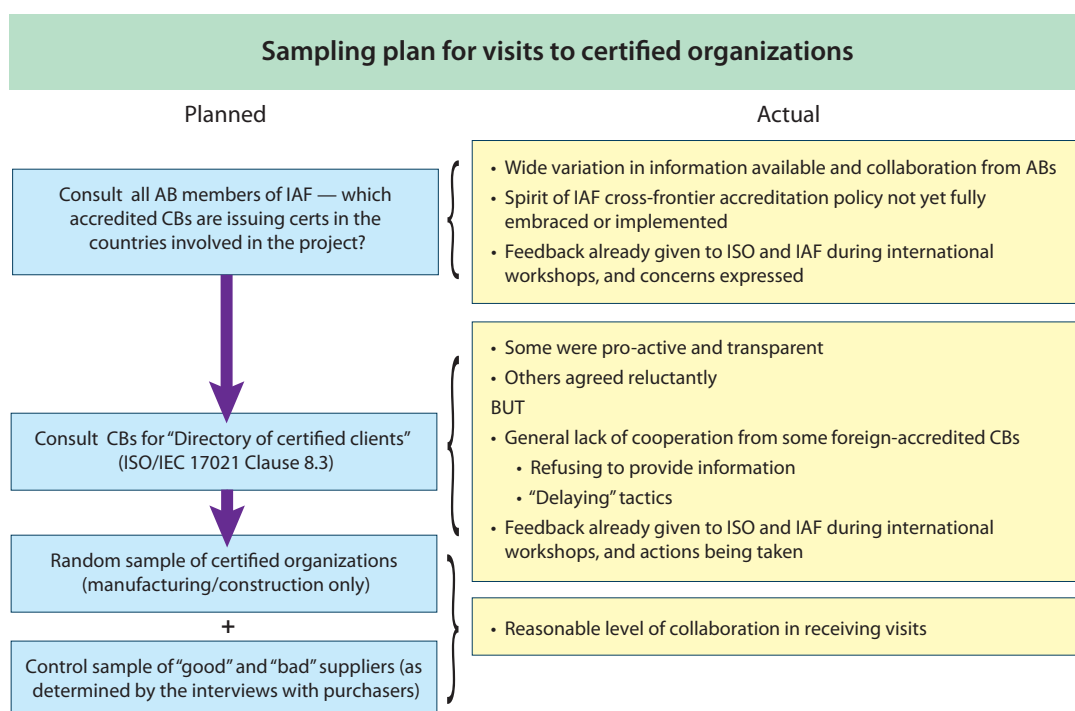 Sampling plan for visits to certified organizations
Planned
Actual
Consult all AB members of IAF — which
accredited CBs are issuing certs in the
countries involved in the project?
• Wide variation in information available and collaboration from ABs
• Spirit of IAF cross-frontier accreditation policy not yet fully
embraced or implemented
• Feedback already given to ISO and IAF during international
workshops, and concerns expressed
Consult CBs for “Directory of certified clients”
(ISO/IEC 17021 Clause 8.3)
• Some were pro-active and transparent
• Others agreed reluctantly
BUT
• General lack of cooperation from some foreign-accredited CBs
• Refusing to provide information
• “Delaying” tactics
• Feedback already given to ISO and IAF during international
workshops, and actions being taken
Random sample of certified organizations
(manufacturing/construction only)
+
Control sample of “good” and “bad” suppliers (as
determined by the interviews with purchasers)
• Reasonable level of collaboration in receiving visits